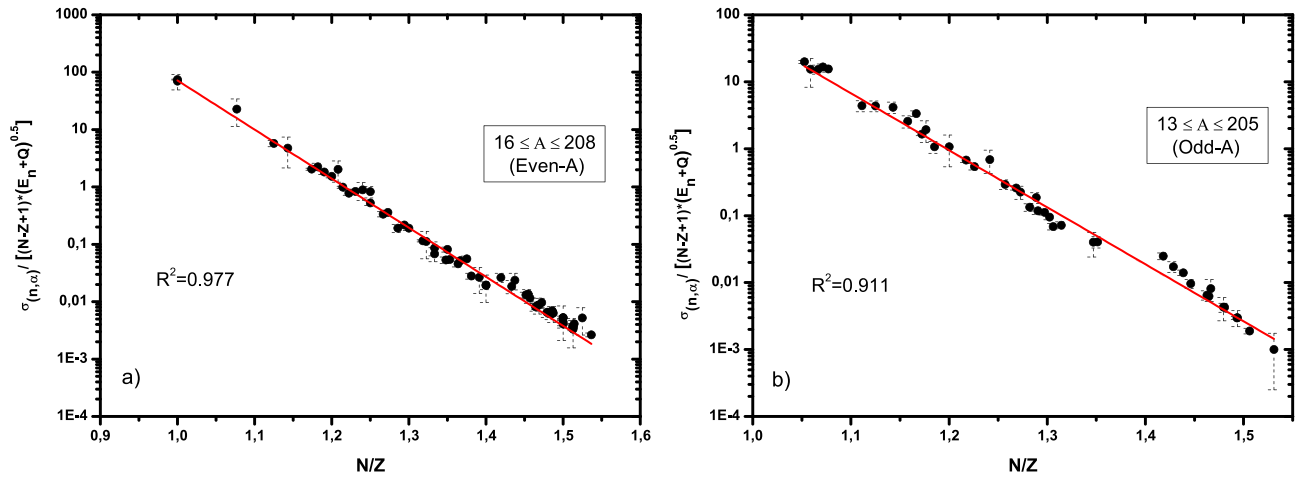 1000
100
10
1
0,1
0,01
1E-3
1E-4
σ(n,α)/ [(N-Z+1)*(En+Q)^0.5]
16 ≤ A ≤ 208
(Even-A)
R²=0.977
a)
0,9 1,0 1,1 1,2 1,3 1,4 1,5 1,6
N/Z
100
10
1
0,1
0,01
1E-3
1E-4
σ(n,α)/ [(N-Z+1)*(En+Q)^0.5]
13 ≤ A ≤ 205
(Odd-A)
R²=0.911
b)
1,0 1,1 1,2 1,3 1,4 1,5
N/Z